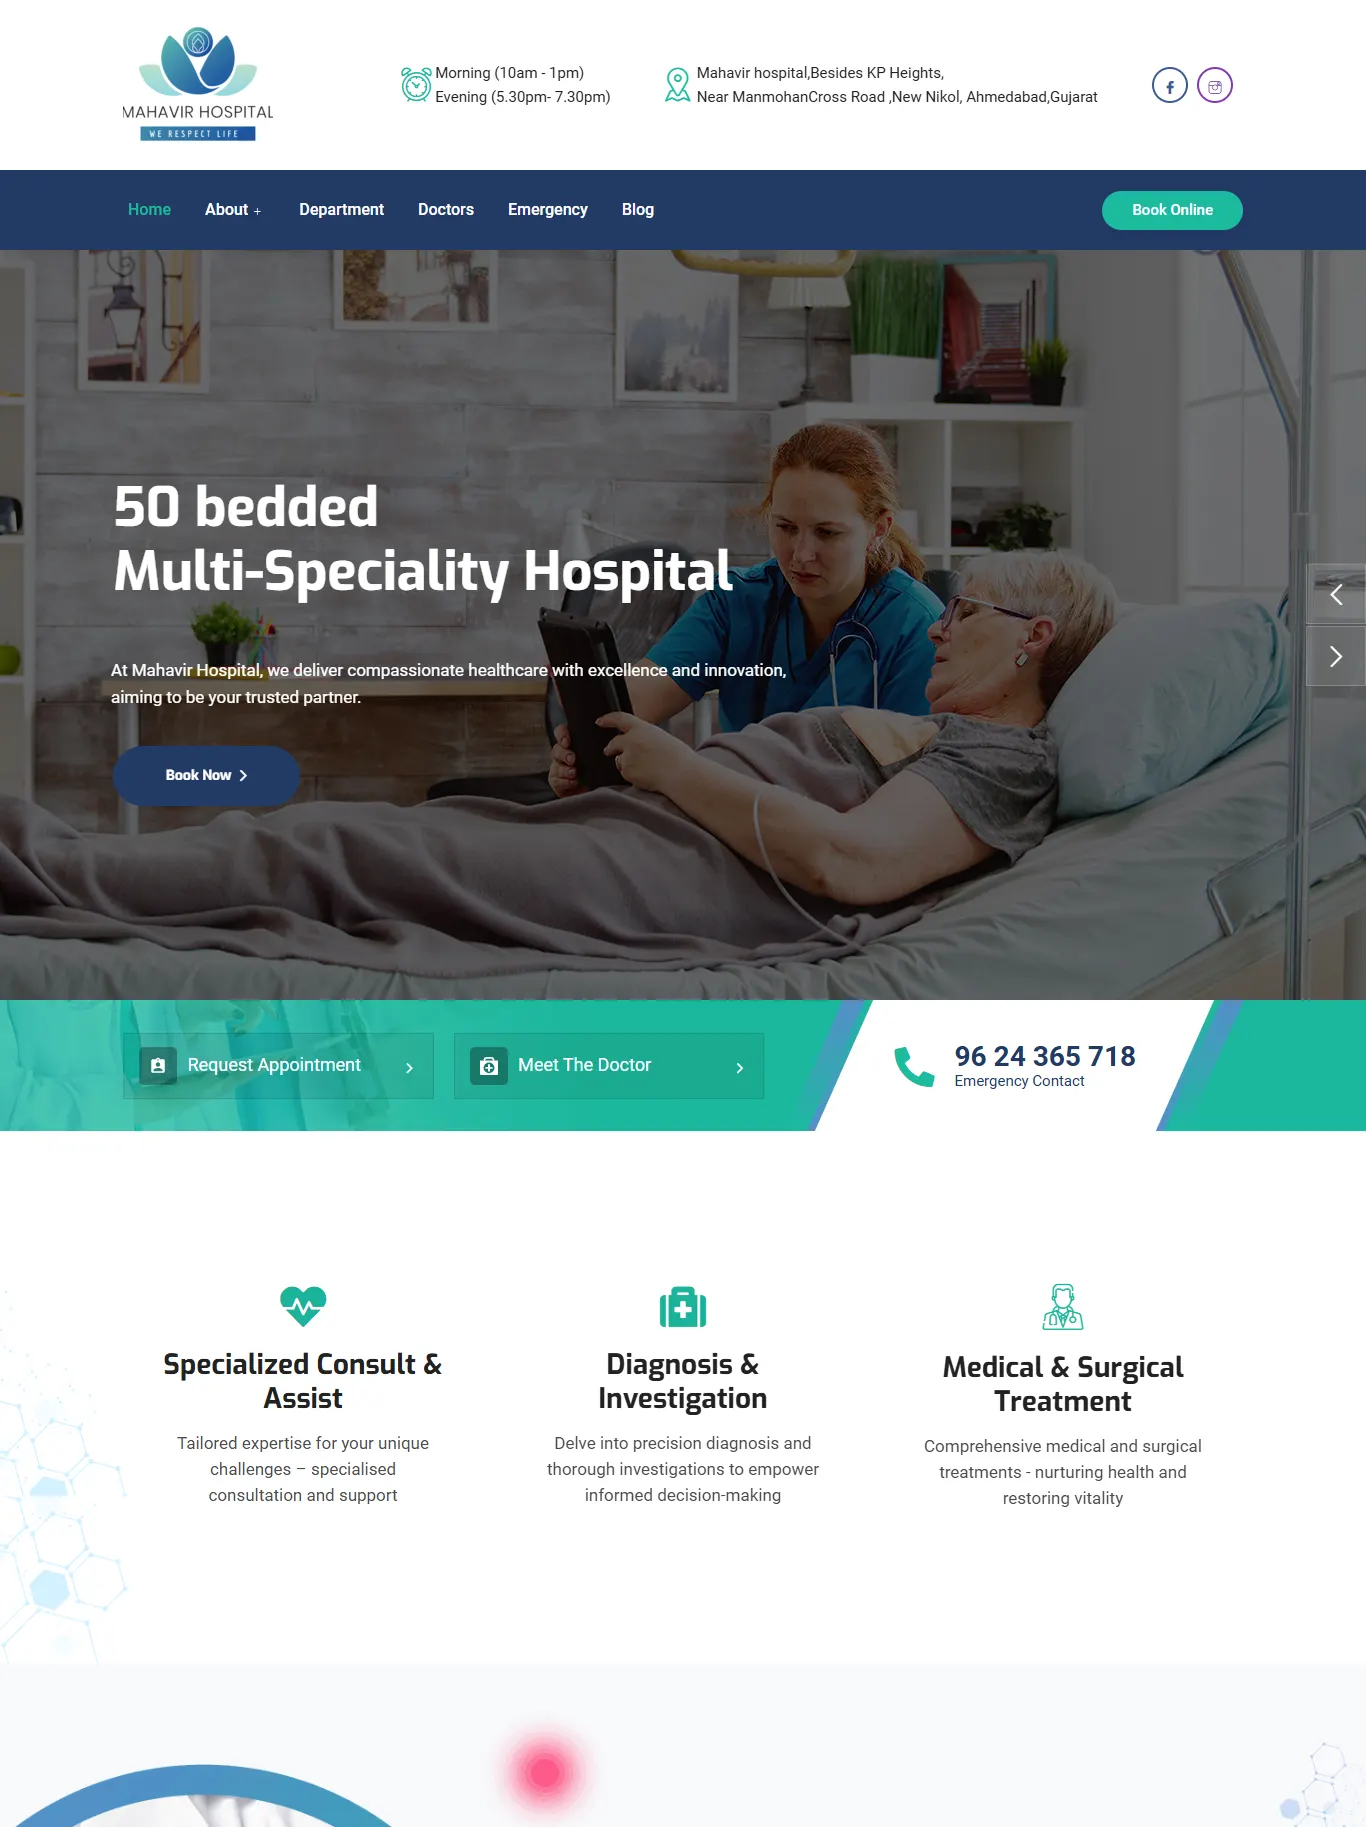 MAHAVIR HOSPITAL
WE RESPECT LIFE
Morning (10am - 1pm)
Evening (5.30pm- 7.30pm)
Mahavir hospital,Besides KP Heights,
Near ManmohanCross Road ,New Nikol, Ahmedabad,Gujarat
Home
About +
Department
Doctors
Emergency
Blog
Book Online
50 bedded
Multi-Speciality Hospital
At Mahavir Hospital, we deliver compassionate healthcare with excellence and innovation,
aiming to be your trusted partner.
Book Now
Request Appointment
Meet The Doctor
96 24 365 718
Emergency Contact
Specialized Consult &
Assist
Tailored expertise for your unique
challenges – specialised
consultation and support
Diagnosis &
Investigation
Delve into precision diagnosis and
thorough investigations to empower
informed decision-making
Medical & Surgical
Treatment
Comprehensive medical and surgical
treatments - nurturing health and
restoring vitality